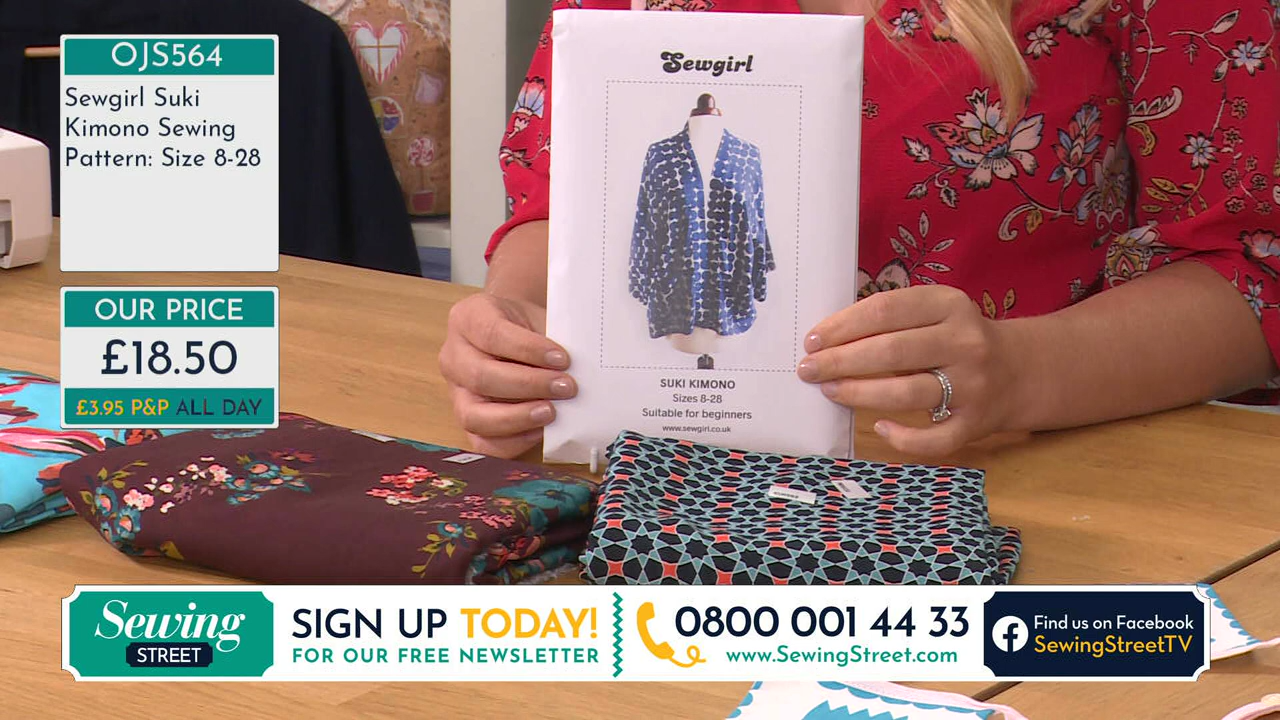 OJS564
Sewgirl Suki
Kimono Sewing
Pattern: Size 8-28
OUR PRICE
£18.50
£3.95 P&P ALL DAY
Sewgirl
SUKI KIMONO
Sizes 8-28
Suitable for beginners
www.sewgirl.co.uk
Sewing
STREET
SIGN UP TODAY!
FOR OUR FREE NEWSLETTER
0800 001 44 33
www.SewingStreet.com
Find us on Facebook
SewingStreetTV